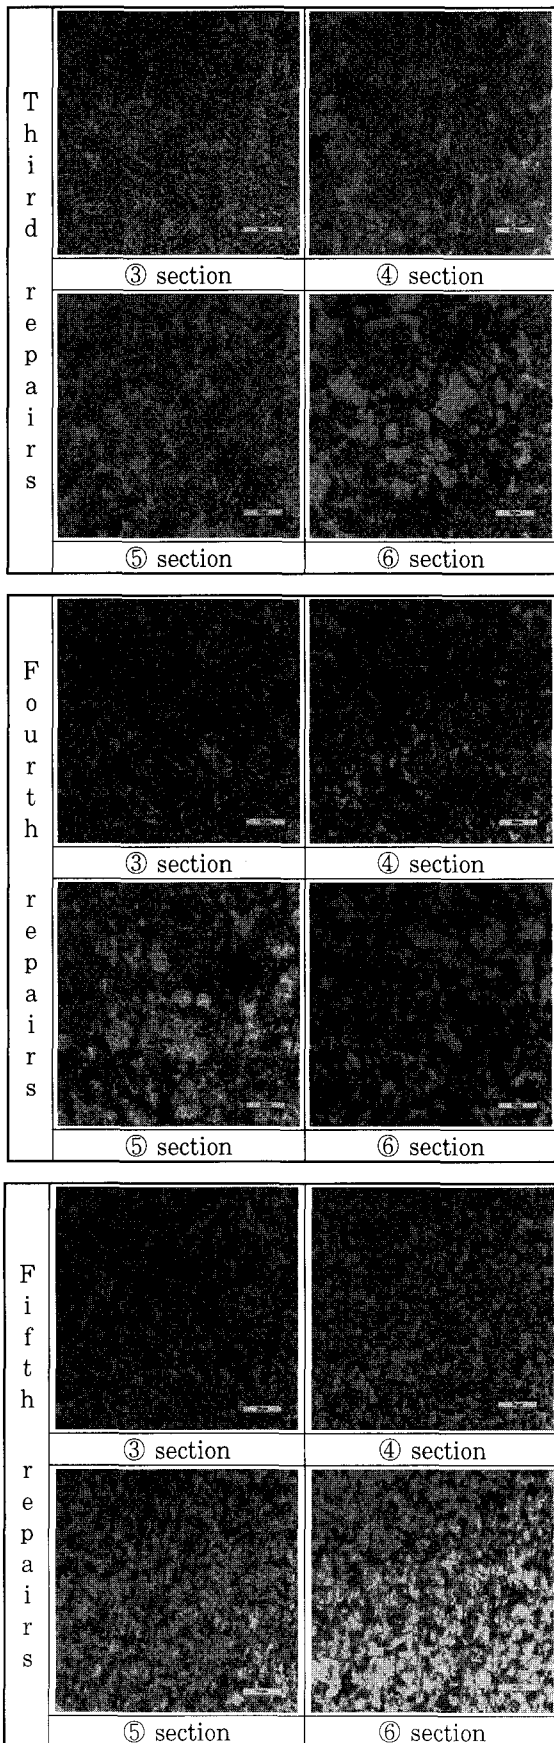 Third repairs
③ section
④ section
⑤ section
⑥ section
Fourth repairs
③ section
④ section
⑤ section
⑥ section
Fifth repairs
③ section
④ section
⑤ section
⑥ section